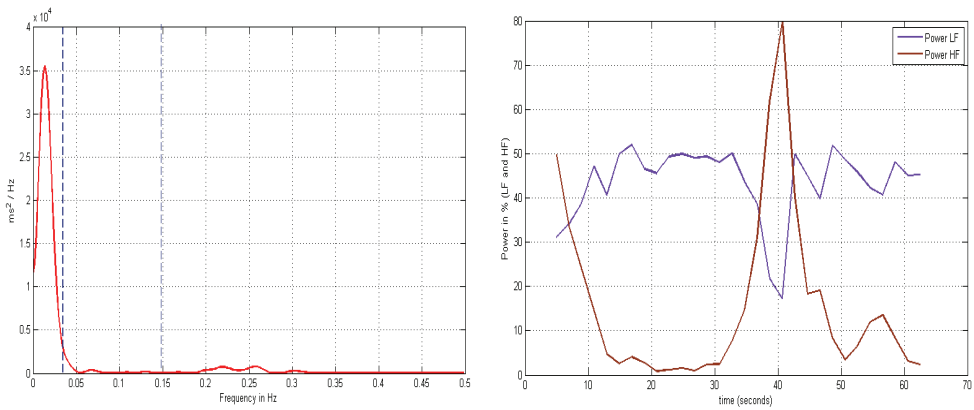 × 10⁴
4
3.5
3
2.5
2
1.5
1
0.5
0
0 0.05 0.1 0.15 0.2 0.25 0.3 0.35 0.4 0.45 0.5
ms² / Hz
Frequency in Hz
80
70
60
50
40
30
20
10
0
0 10 20 30 40 50 60 70
Power in % (LF and HF)
time (seconds)
Power LF
Power HF